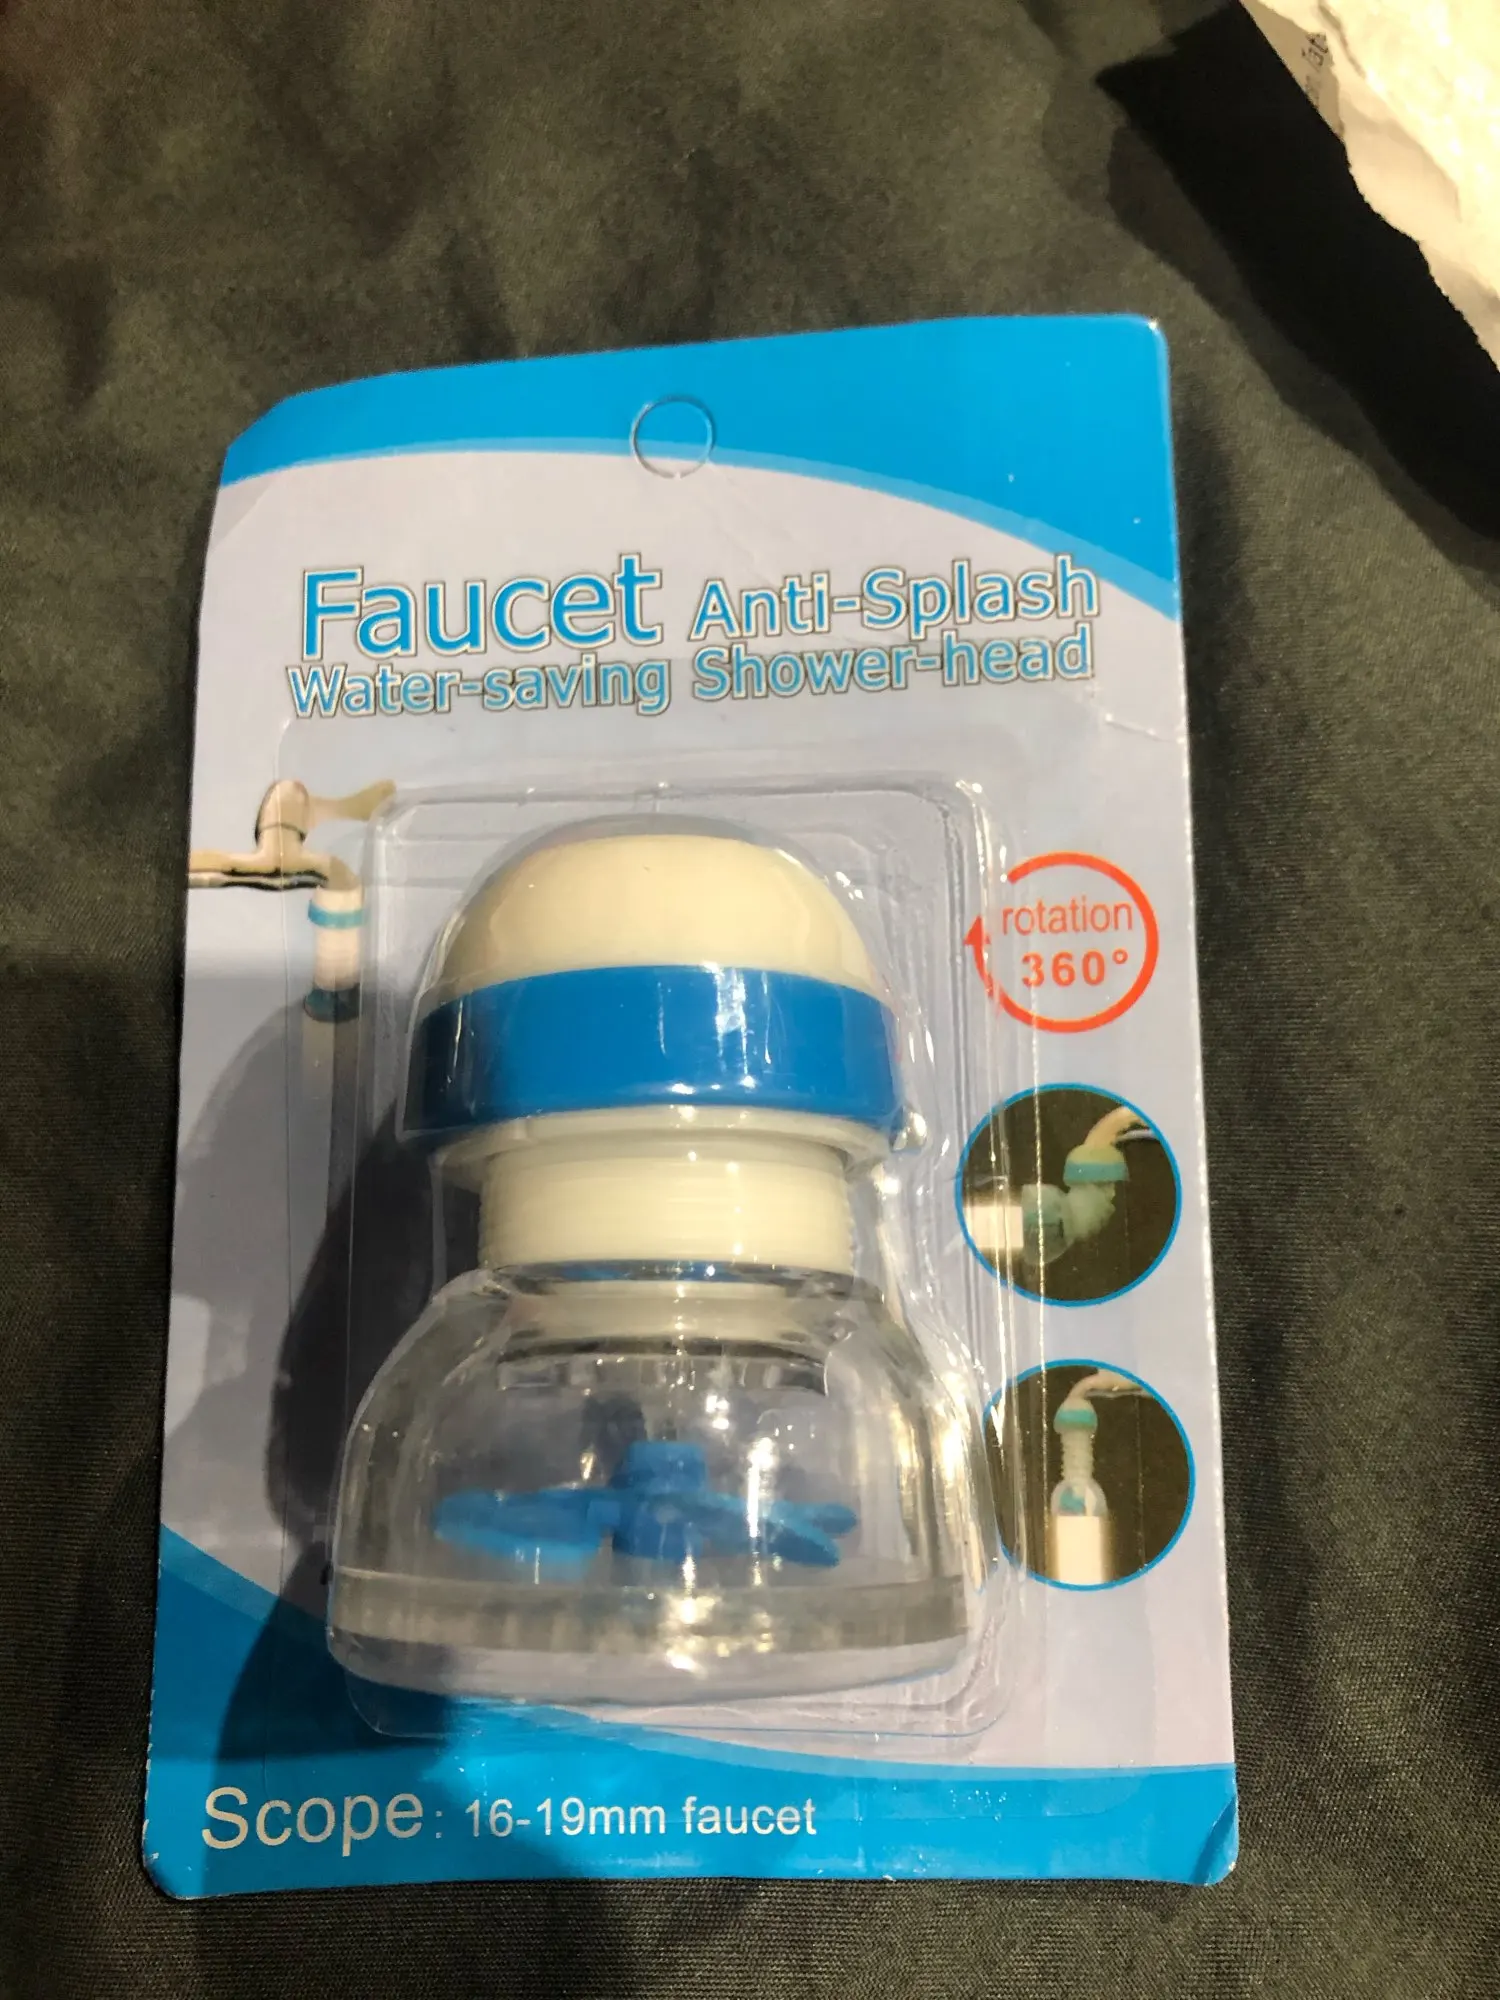 Faucet Anti-Splash
Water-saving Shower-head
rotation
360°
Scope: 16-19mm faucet